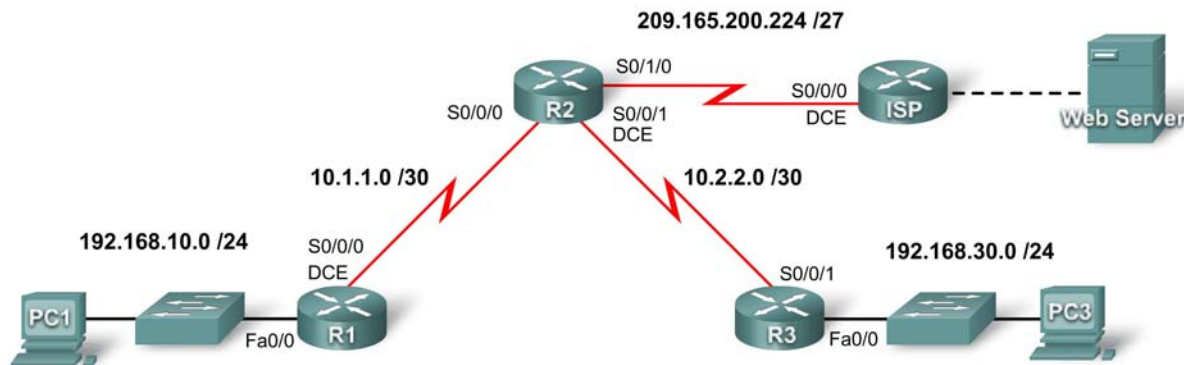 209.165.200.224 /27
S0/1/0
S0/0/0
R2
S0/0/1
DCE
S0/0/0
DCE
ISP
Web Server
10.1.1.0 /30
10.2.2.0 /30
192.168.10.0 /24
S0/0/0
DCE
192.168.30.0 /24
S0/0/1
PC1
Fa0/0
R1
R3
Fa0/0
PC3